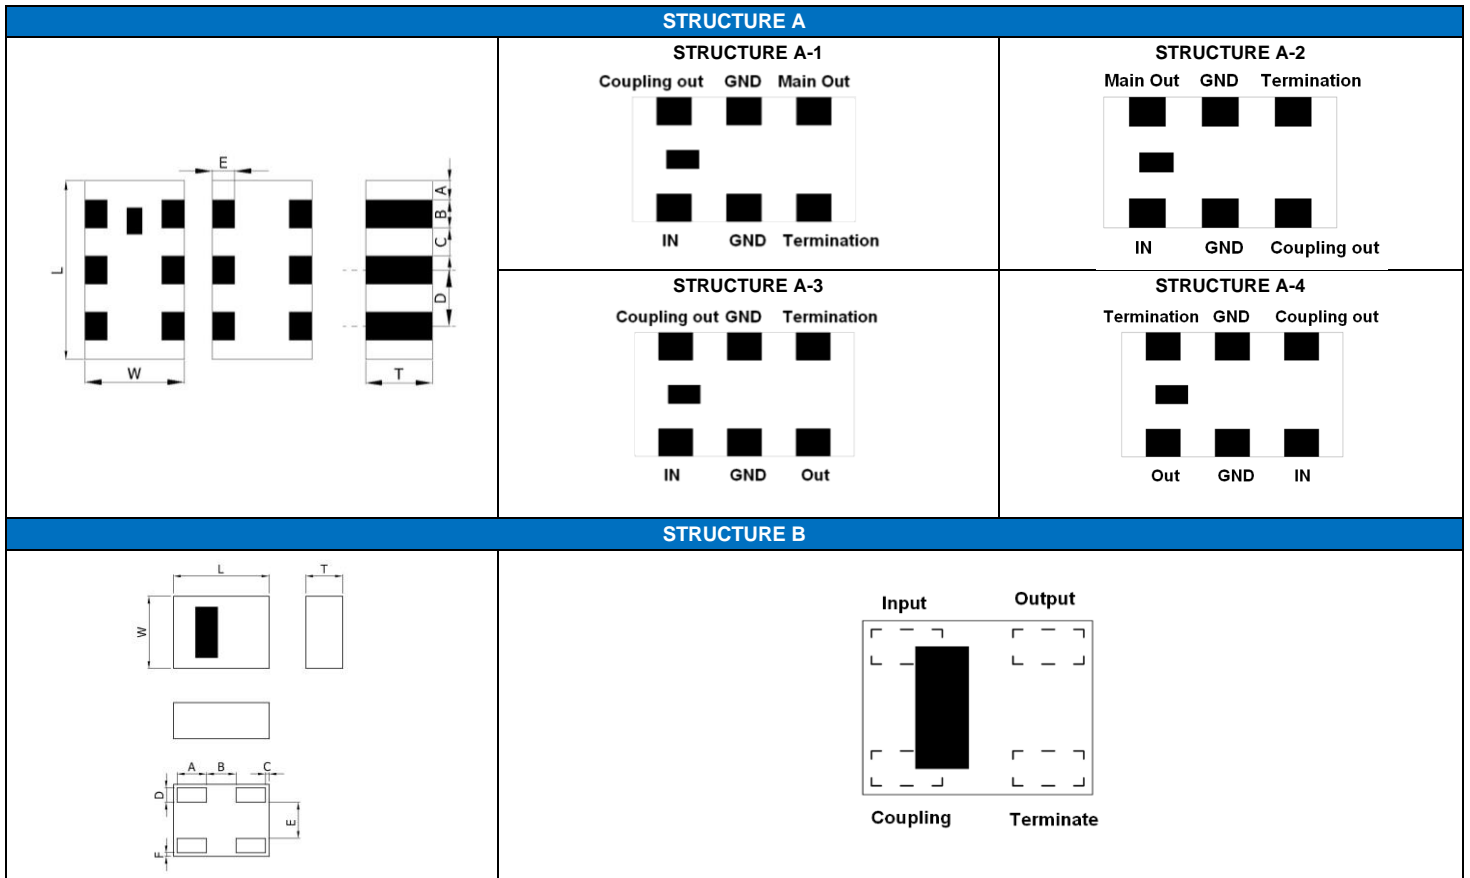 STRUCTURE A
STRUCTURE A-1
Coupling out GND Main Out
IN GND Termination
STRUCTURE A-2
Main Out GND Termination
IN GND Coupling out
E
A
B
C
D
L
W
T
STRUCTURE A-3
Coupling out GND Termination
IN GND Out
STRUCTURE A-4
Termination GND Coupling out
Out GND IN
STRUCTURE B
L
T
W
A B C
D
E
F
Input Output
Coupling Terminate